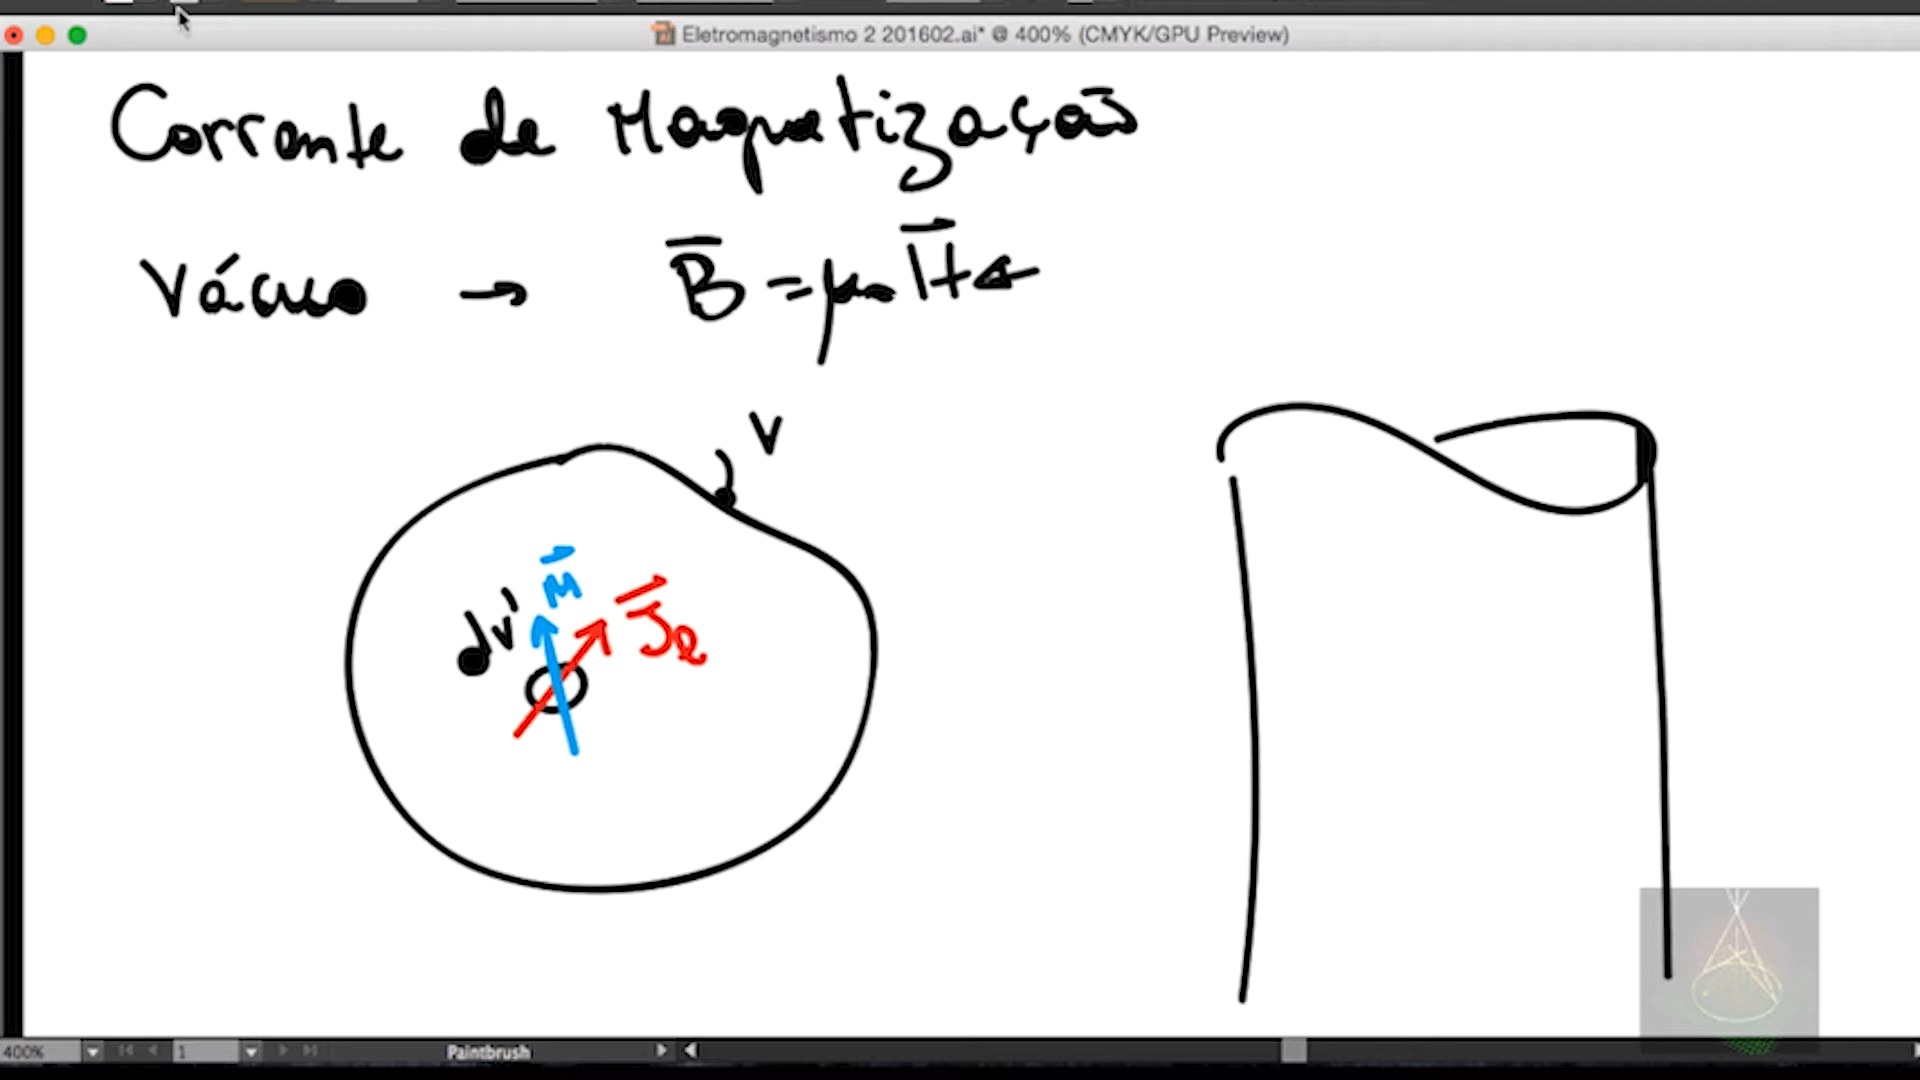 Eletromagnetismo 2 201602.ai* @ 400% (CMYK/GPU Preview)
Corrente de Magnetização
Vácuo → B̅ = μ₀ H⃗
V
dv' M⃗ J⃗
400% 1 Paintbrush